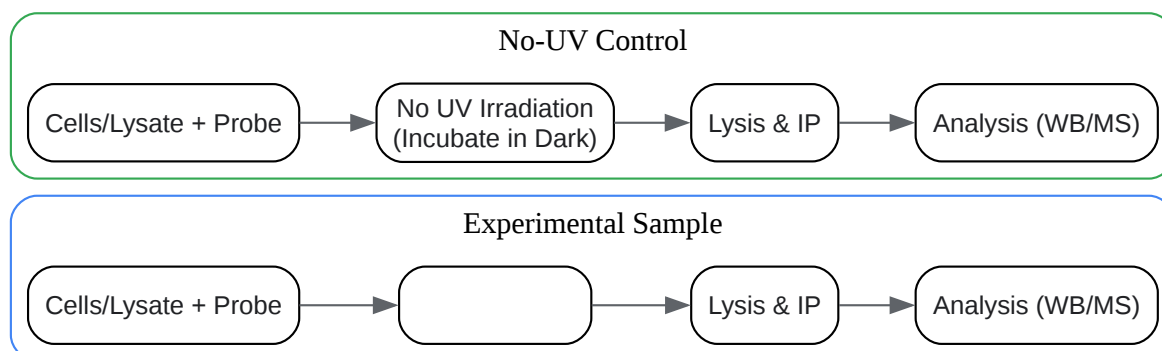 No-UV Control
Cells/Lysate + Probe
No UV Irradiation
(Incubate in Dark)
Lysis & IP
Analysis (WB/MS)
Experimental Sample
Cells/Lysate + Probe
Lysis & IP
Analysis (WB/MS)